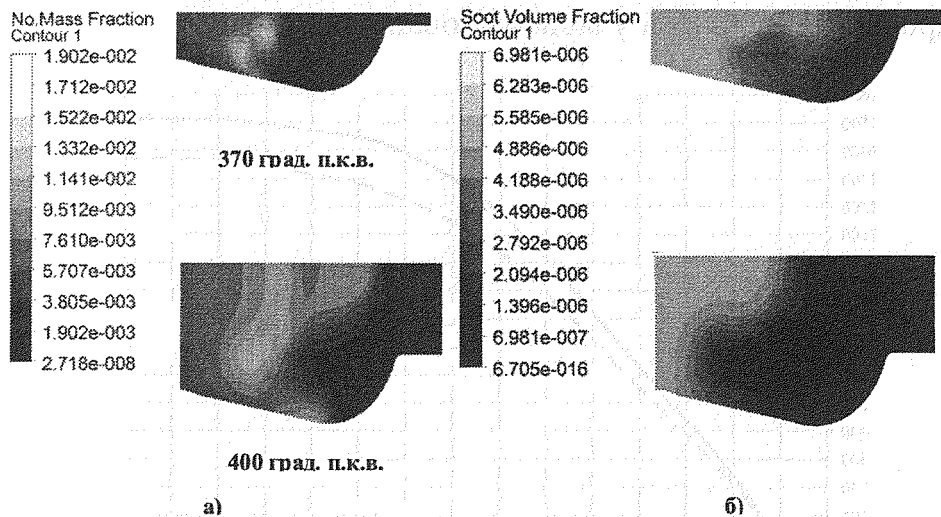 No.Mass Fraction
Contour 1
1.902e-002
1.712e-002
1.522e-002
1.332e-002
1.141e-002
9.512e-003
7.610e-003
5.707e-003
3.805e-003
1.902e-003
2.718e-008
370 град. п.к.в.
400 град. п.к.в.
а)
Soot Volume Fraction
Contour 1
6.981e-006
6.283e-006
5.585e-006
4.886e-006
4.188e-006
3.490e-006
2.792e-006
2.094e-006
1.396e-006
6.981e-007
6.705e-016
б)